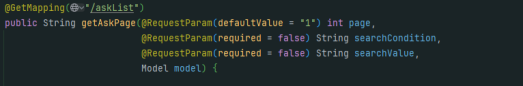 @GetMapping("/askList")
public String getAskPage(@RequestParam(defaultValue = "1") int page,
@RequestParam(required = false) String searchCondition,
@RequestParam(required = false) String searchValue,
Model model) {